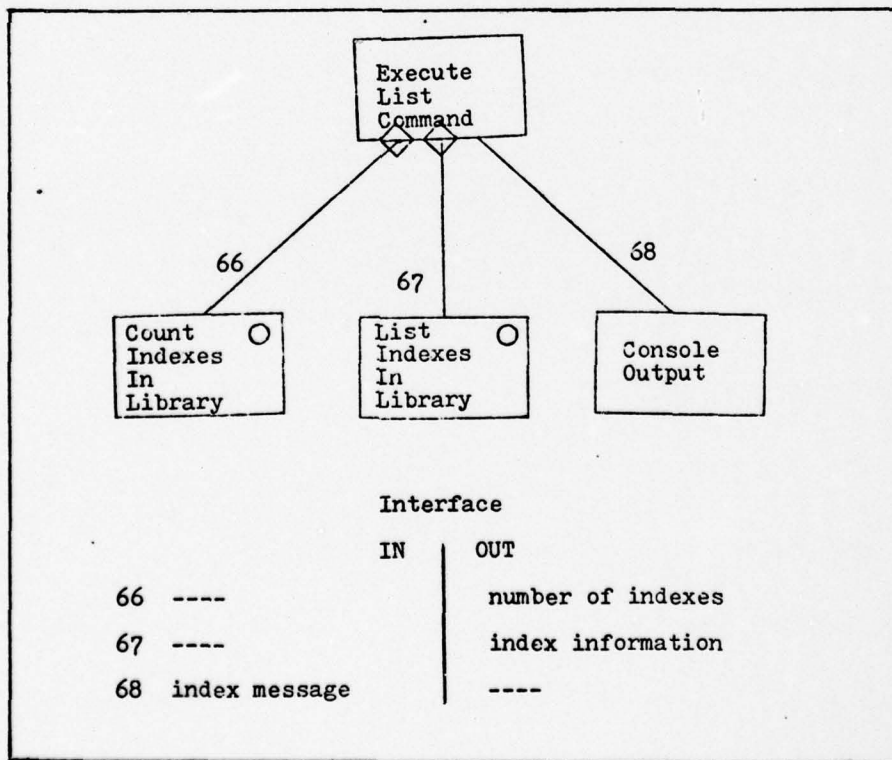 Execute
List
Command
66
67
68
Count
Indexes
In
Library
List
Indexes
In
Library
Console
Output
Interface
IN OUT
66 ---- number of indexes
67 ---- index information
68 index message ----